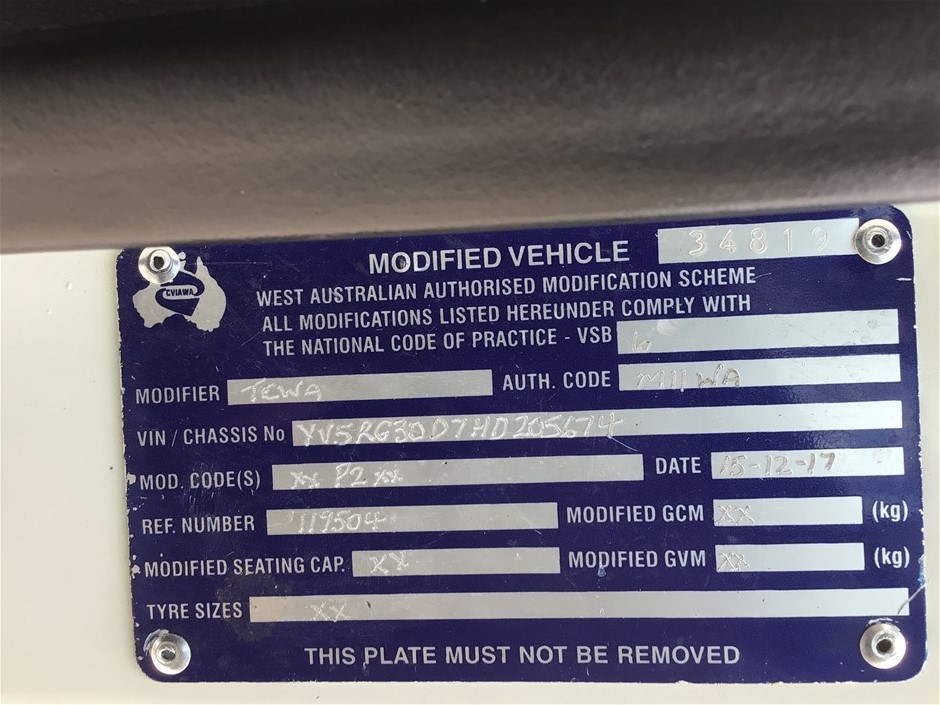 MODIFIED VEHICLE 34819
CVIAWA
WEST AUSTRALIAN AUTHORISED MODIFICATION SCHEME
ALL MODIFICATIONS LISTED HEREUNDER COMPLY WITH
THE NATIONAL CODE OF PRACTICE - VSB 6
MODIFIER TCWA AUTH. CODE M11WA
VIN / CHASSIS No YV5RG30D7HD205674
MOD. CODE(S) XX P2 XX DATE 15-12-17
REF. NUMBER 119504 MODIFIED GCM XX (kg)
MODIFIED SEATING CAP. XX MODIFIED GVM XX (kg)
TYRE SIZES XX
THIS PLATE MUST NOT BE REMOVED